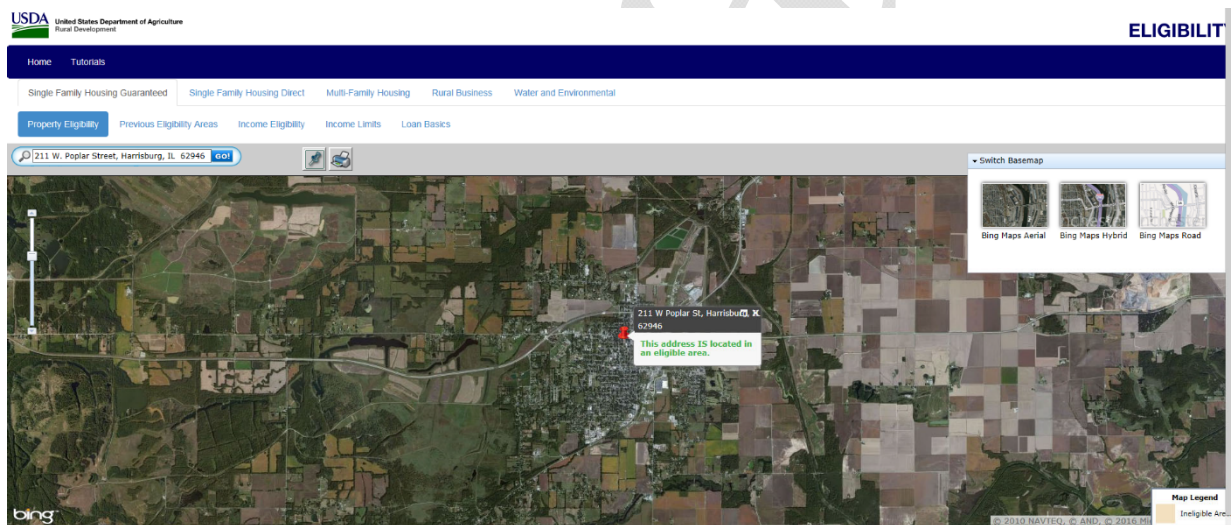 USDA United States Department of Agriculture
Rural Development
ELIGIBILIT
Home Tutorials
Single Family Housing Guaranteed Single Family Housing Direct Multi-Family Housing Rural Business Water and Environmental
Property Eligibility Previous Eligibility Areas Income Eligibility Income Limits Loan Basics
211 W. Poplar Street, Harrisburg, IL 62946 GO!
Switch Basemap
Bing Maps Aerial Bing Maps Hybrid Bing Maps Road
211 W Poplar St, Harrisburg,
62946
This address IS located in
an eligible area.
Map Legend
Ineligible Are
bing
© 2010 NAVTEQ, © AND, © 2016 Mi